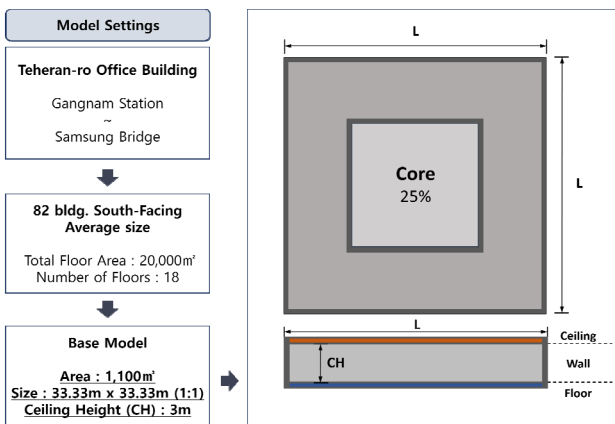 Model Settings
Teheran-ro Office Building
Gangnam Station
~
Samsung Bridge
82 bldg. South-Facing
Average size
Total Floor Area : 20,000㎡
Number of Floors : 18
Base Model
Area : 1,100㎡
Size : 33.33m x 33.33m (1:1)
Ceiling Height (CH) : 3m
L
Core
25%
L
L
CH
Ceiling
Wall
Floor